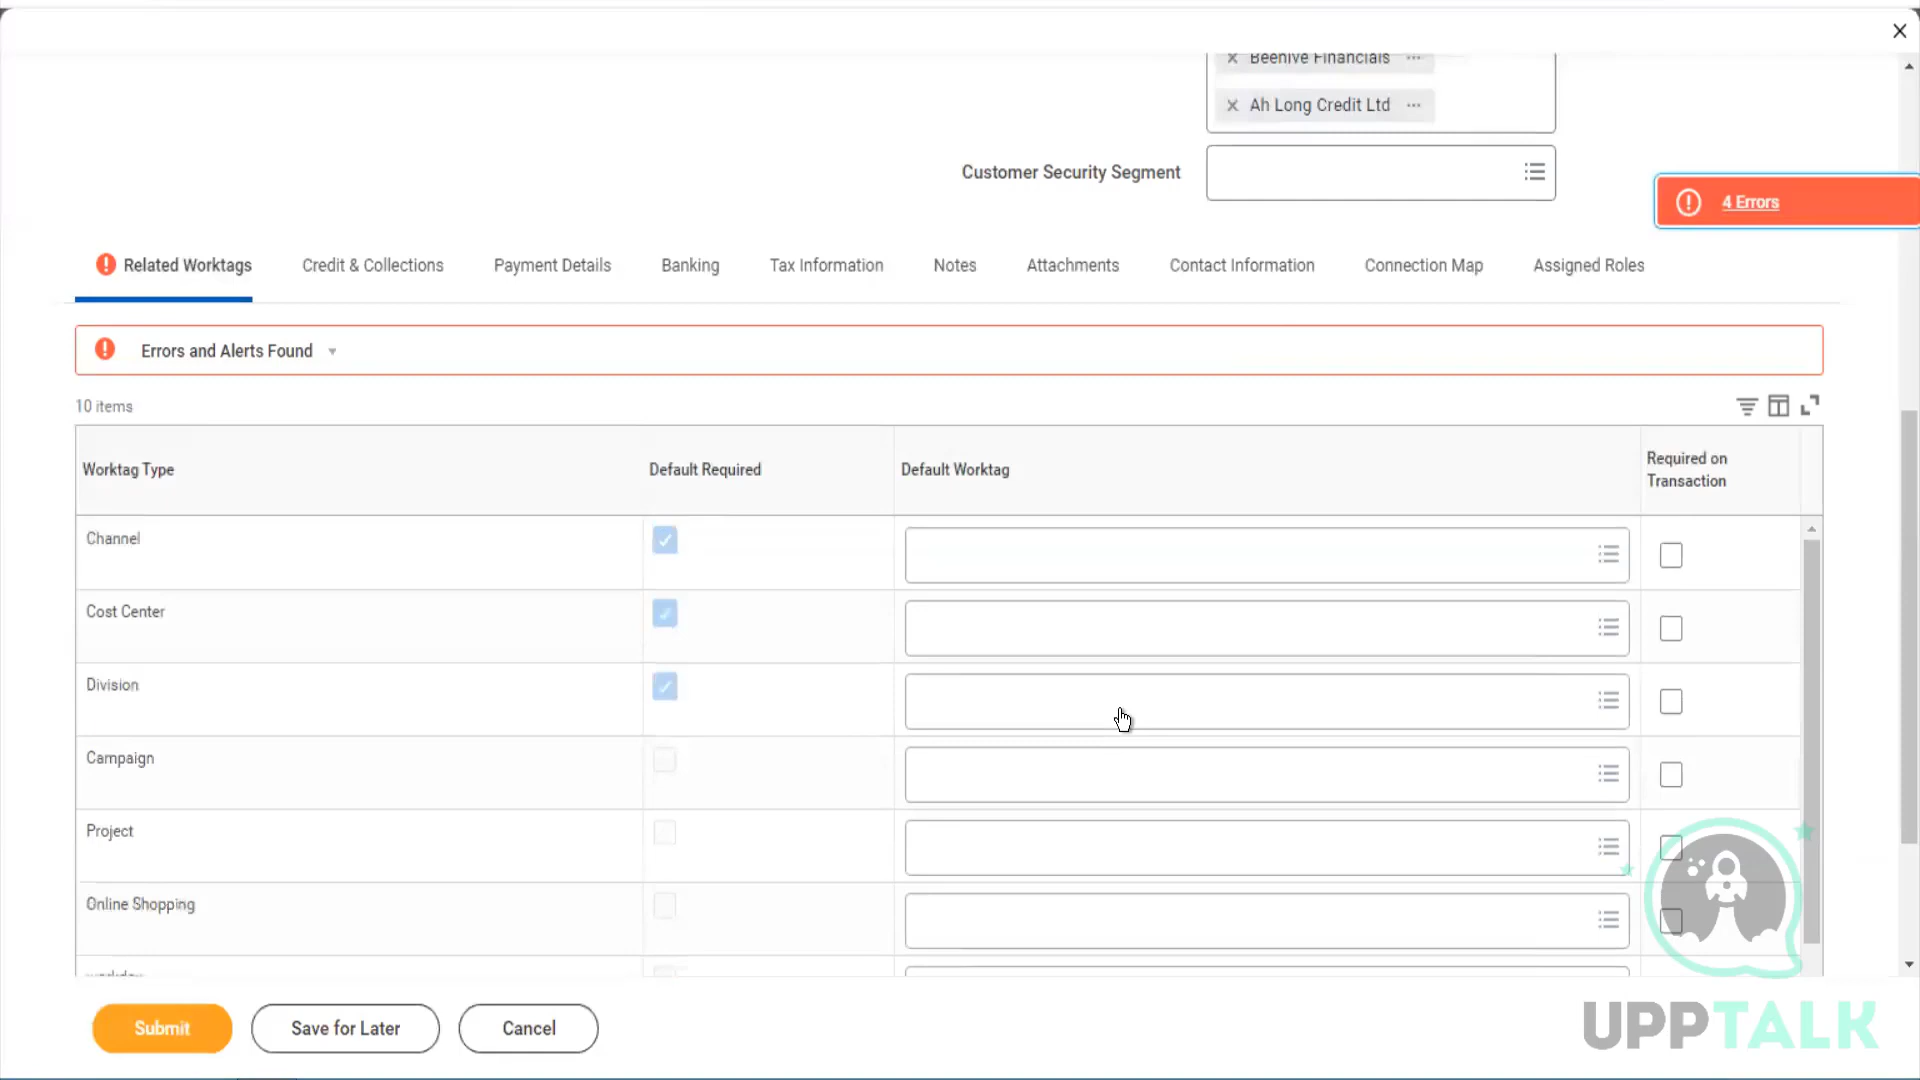 Beehive Financials ...
Ah Long Credit Ltd ...
Customer Security Segment
4 Errors
Related Worktags
Credit & Collections
Payment Details
Banking
Tax Information
Notes
Attachments
Contact Information
Connection Map
Assigned Roles
Errors and Alerts Found
10 items
Worktag Type
Default Required
Default Worktag
Required on
Transaction
Channel
Cost Center
Division
Campaign
Project
Online Shopping
Submit
Save for Later
Cancel
UPPTALK